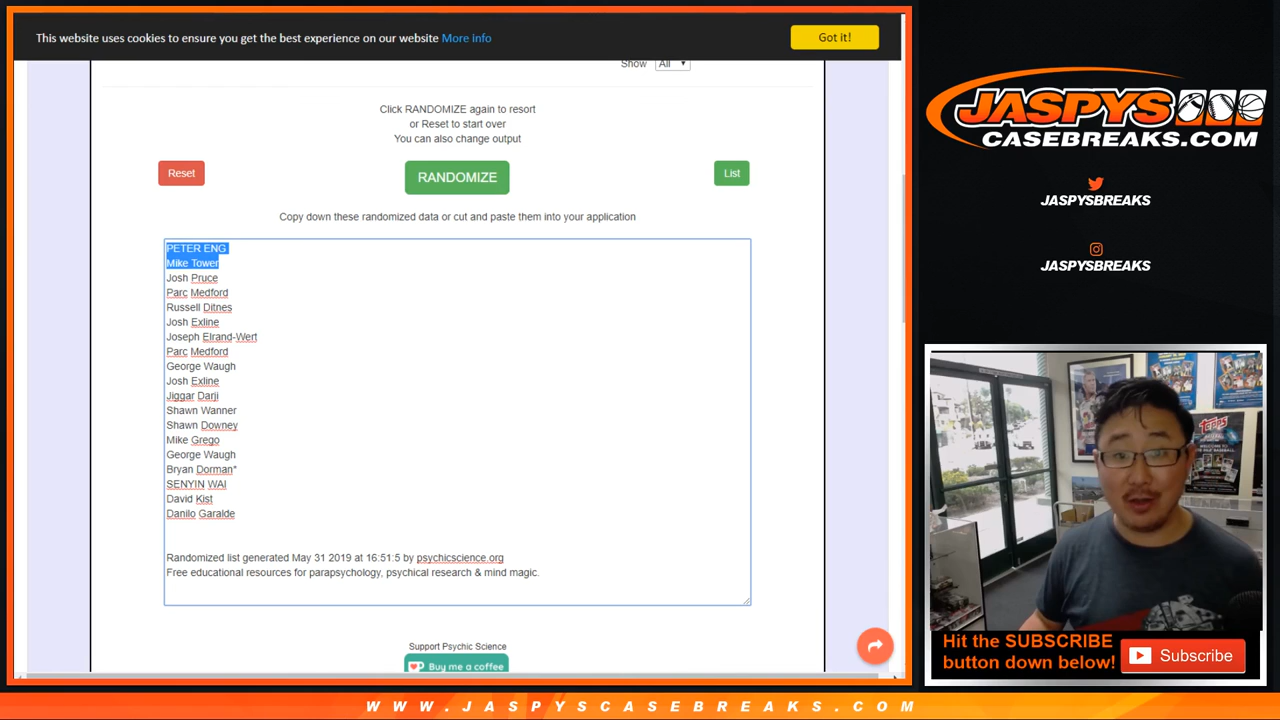 This website uses cookies to ensure you get the best experience on our website More info
Got it!
Show All
Click RANDOMIZE again to resort
or Reset to start over
You can also change output
Reset
RANDOMIZE
List
Copy down these randomized data or cut and paste them into your application
PETER ENG
Mike Tower
Josh Pruce
Parc Medford
Russell Ditnes
Josh Exline
Joseph Elrand-Wert
Parc Medford
George Waugh
Josh Exline
Jiggar Darji
Shawn Wanner
Shawn Downey
Mike Grego
George Waugh
Bryan Dorman*
SENYIN WAI
David Kist
Danilo Garalde
Randomized list generated May 31 2019 at 16:51:5 by psychicscience.org
Free educational resources for parapsychology, psychical research & mind magic.
Support Psychic Science
Buy me a coffee
JASPYS
CASEBREAKS.COM
JASPYSBREAKS
JASPYSBREAKS
TOPPS
Hit the SUBSCRIBE
button down below!
Subscribe
WWW.JASPYSCASEBREAKS.COM